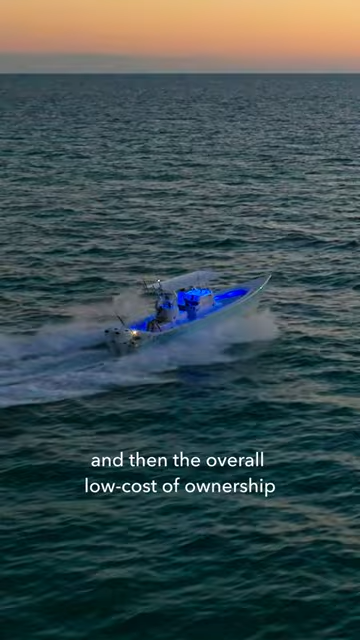 and then the overall
low-cost of ownership